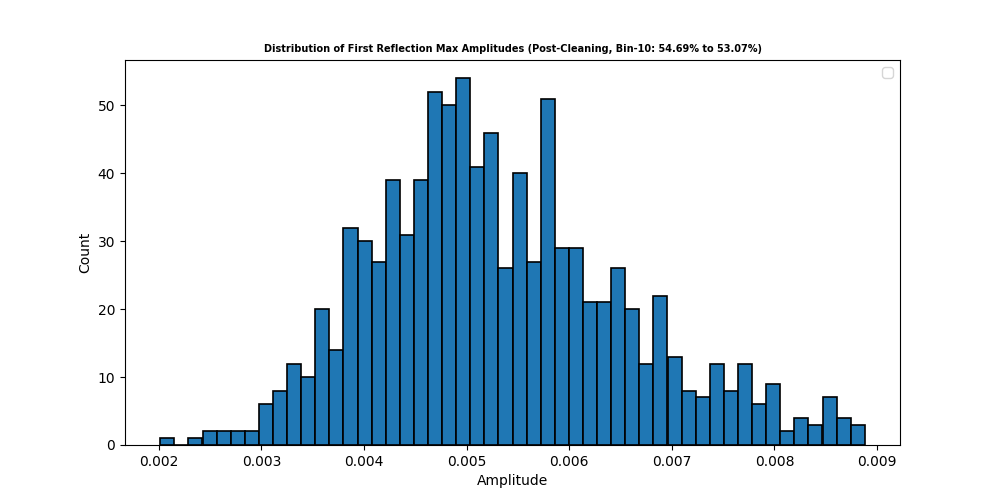 Distribution of First Reflection Max Amplitudes (Post-Cleaning, Bin-10: 54.69% to 53.07%)
50
40
30
20
10
0
Count
0.002 0.003 0.004 0.005 0.006 0.007 0.008 0.009
Amplitude